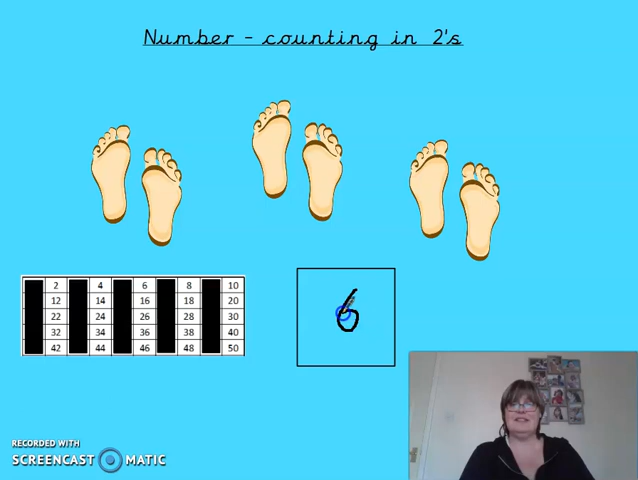 Number - counting in 2's
2 4 6 8 10
12 14 16 18 20
22 24 26 28 30
32 34 36 38 40
42 44 46 48 50
6
RECORDED WITH
SCREENCAST MATIC